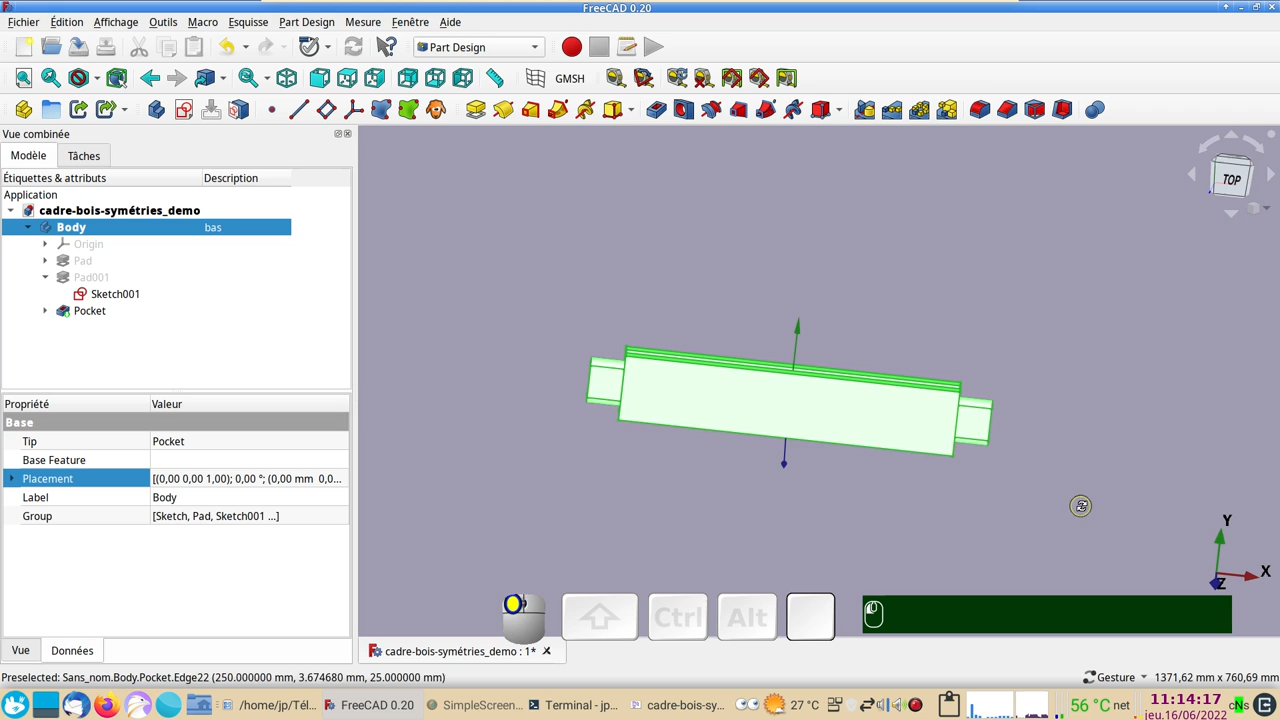 FreeCAD 0.20
Fichier Édition Affichage Outils Macro Esquisse Part Design Mesure Fenêtre Aide
Part Design
GMSH
Vue combinée
Modèle Tâches
Étiquettes & attributs Description
Application
cadre-bois-symétries_demo
Body bas
Origin
Pad
Pad001
Sketch001
Pocket
Propriété Valeur
Base
Tip Pocket
Base Feature
Placement [(0,00 0,00 1,00); 0,00 °; (0,00 mm 0,0...
Label Body
Group [Sketch, Pad, Sketch001 ...]
Vue Données
TOP
Y
X
Z
Ctrl Alt
cadre-bois-symétries_demo : 1*
Preselected: Sans_nom.Body.Pocket.Edge22 (250.000000 mm, 3.674680 mm, 25.000000 mm)
Gesture 1371,62 mm x 760,69 mm
/home/jp/Tél... FreeCAD 0.20 SimpleScreen... Terminal - jp... cadre-bois-sy... 27 °C 56 °C net
11:14:17
jeu.16/06/2022
cNs